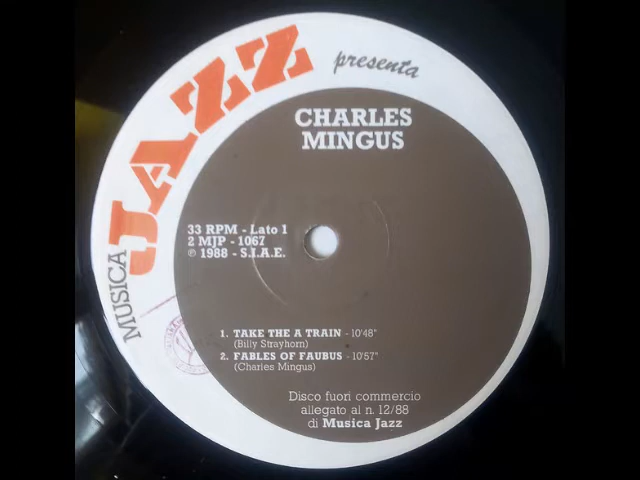 MUSICA JAZZ presenta
CHARLES
MINGUS
33 RPM - Lato 1
2 MJP - 1067
℗ 1988 - S.I.A.E.
1. TAKE THE A TRAIN - 10'48"
(Billy Strayhorn)
2. FABLES OF FAUBUS - 10'57"
(Charles Mingus)
Disco fuori commercio
allegato al n. 12/88
di Musica Jazz